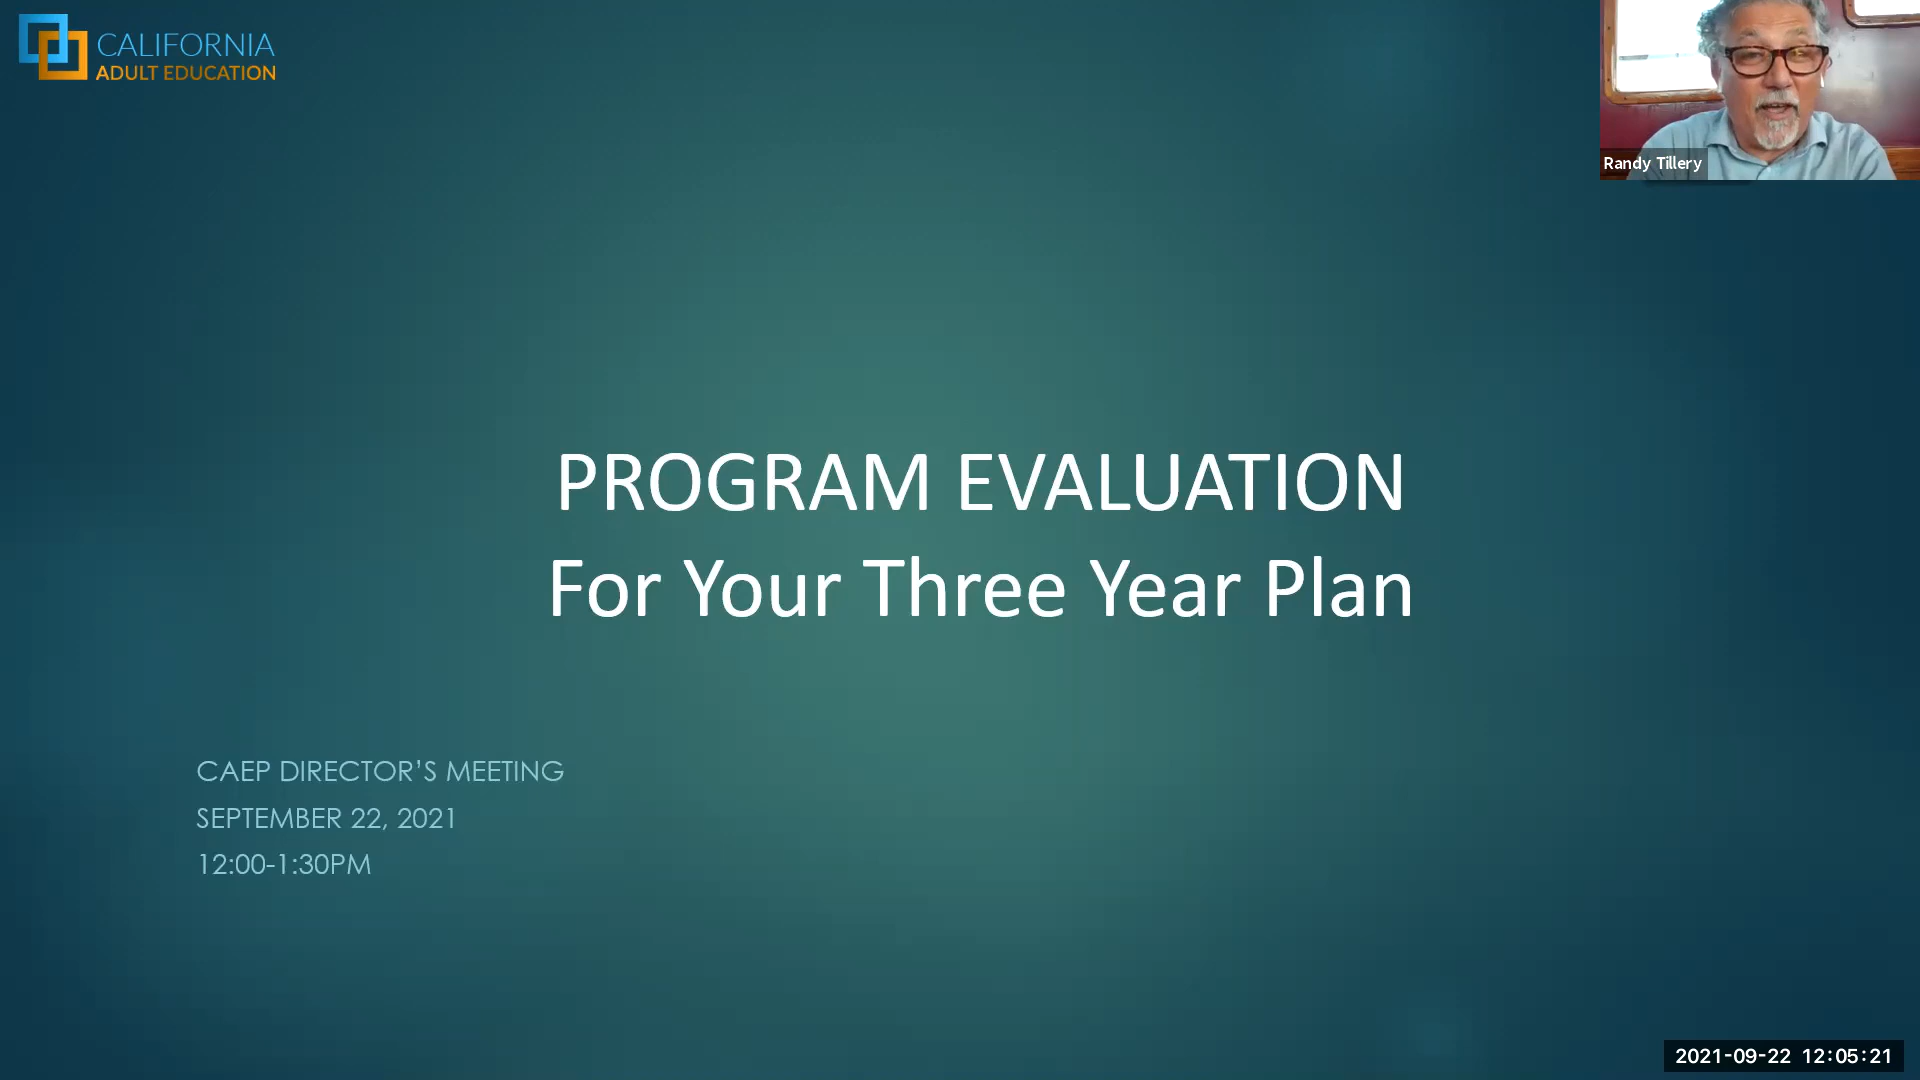 CALIFORNIA
ADULT EDUCATION
Randy Tillery
PROGRAM EVALUATION
For Your Three Year Plan
CAEP DIRECTOR’S MEETING
SEPTEMBER 22, 2021
12:00-1:30PM
2021-09-22 12:05:21